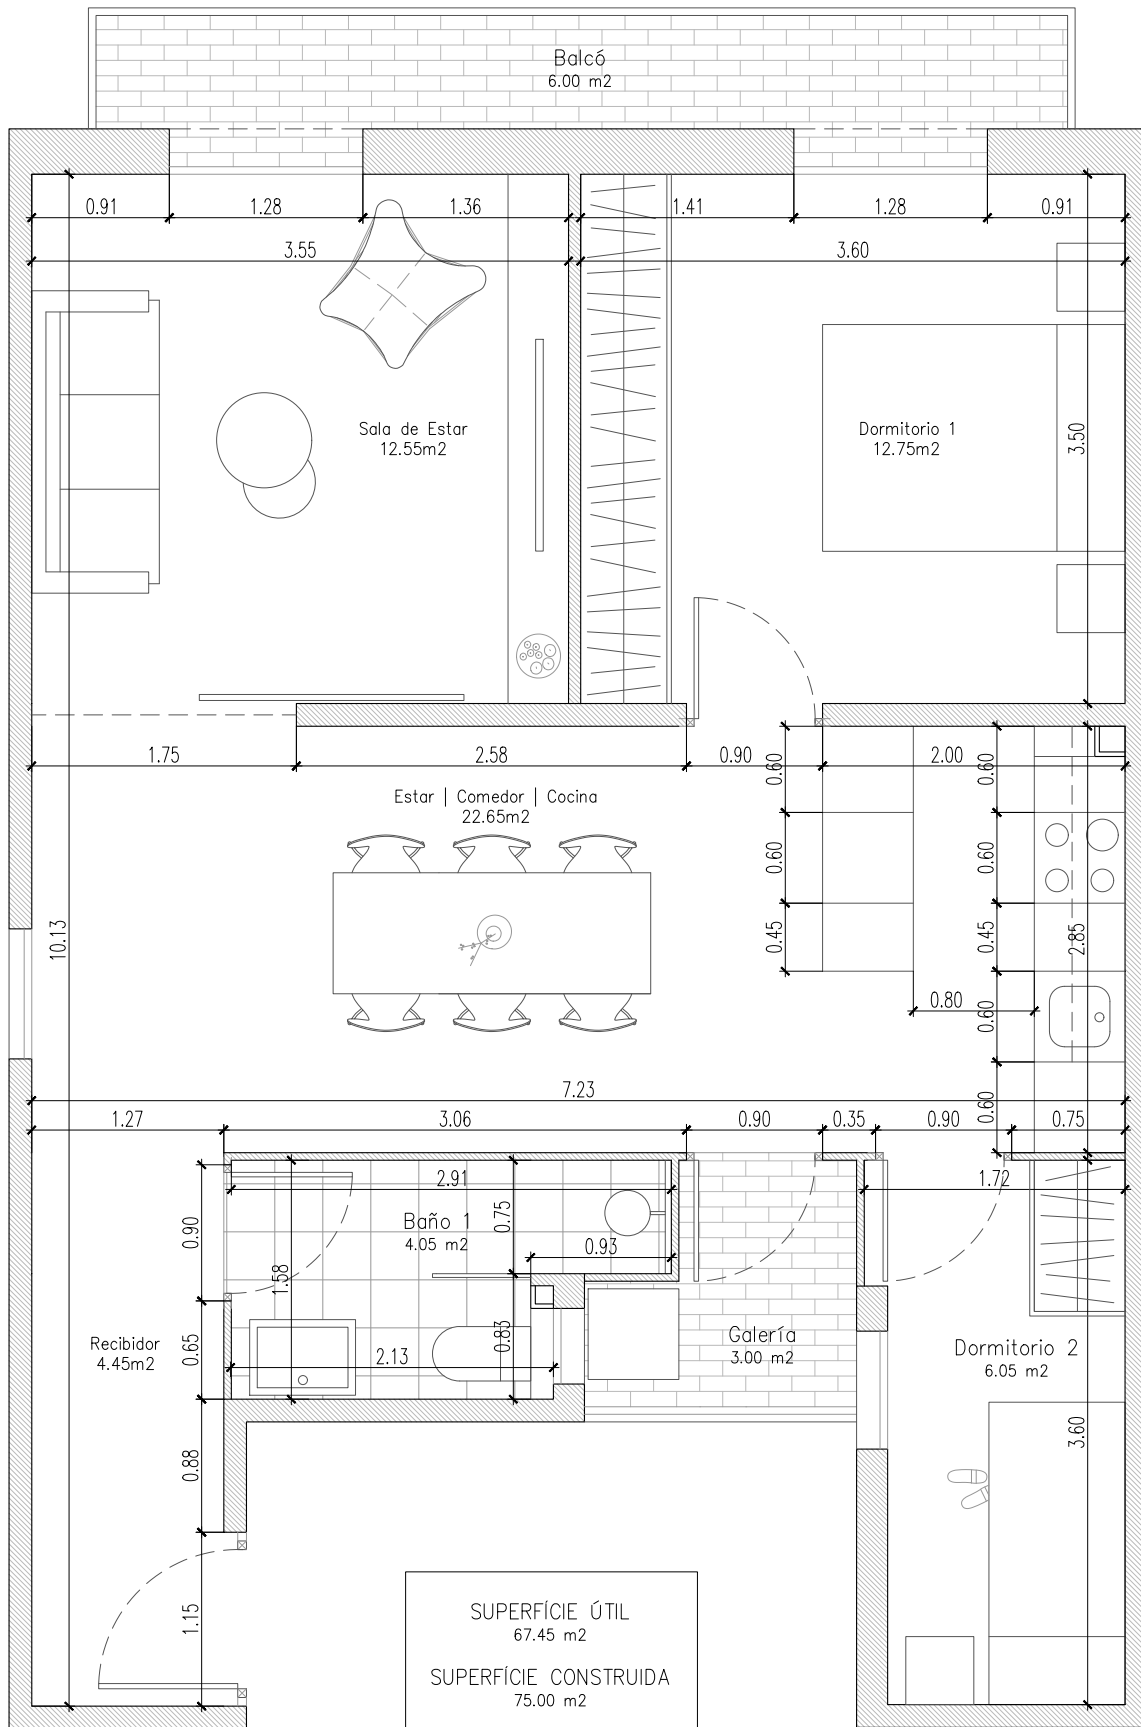 Balcó
6.00 m2
0.91 1.28 1.36 1.41 1.28 0.91
3.55 3.60
Sala de Estar
12.55m2
Dormitorio 1
12.75m2
3.50
1.75 2.58 0.90 2.00
0.60 0.60
Estar | Comedor | Cocina
22.65m2
0.60 0.60
10.13
0.45 0.45 2.85
0.80
0.60
7.23
0.60
1.27 3.06 0.90 0.35 0.90 0.75
2.91 1.72
0.90
Baño 1
4.05 m2
0.75
0.93
1.58
Recibidor
4.45m2
0.65
0.83
2.13
Galería
3.00 m2
Dormitorio 2
6.05 m2
3.60
0.88
1.15
SUPERFÍCIE ÚTIL
67.45 m2
SUPERFÍCIE CONSTRUIDA
75.00 m2